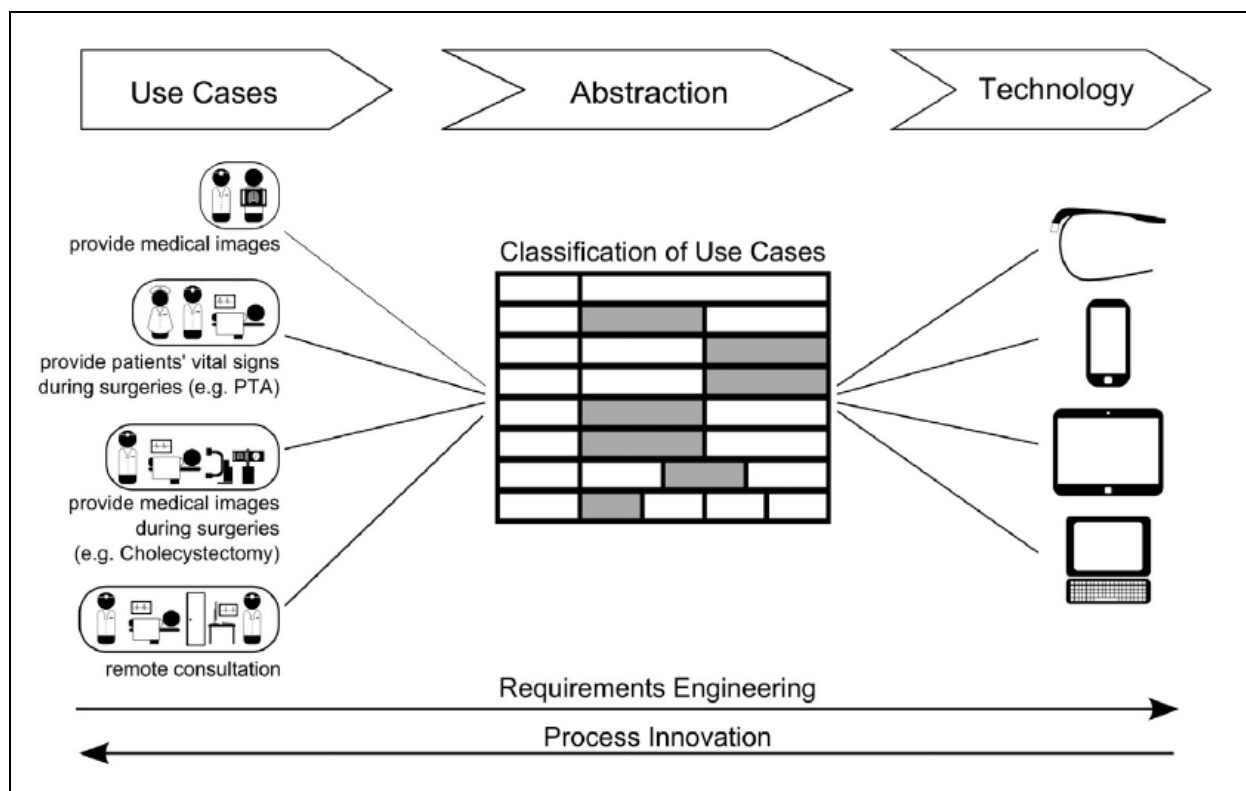 Use Cases
Abstraction
Technology
provide medical images
provide patients' vital signs
during surgeries (e.g. PTA)
provide medical images
during surgeries
(e.g. Cholecystectomy)
remote consultation
Classification of Use Cases
Requirements Engineering
Process Innovation